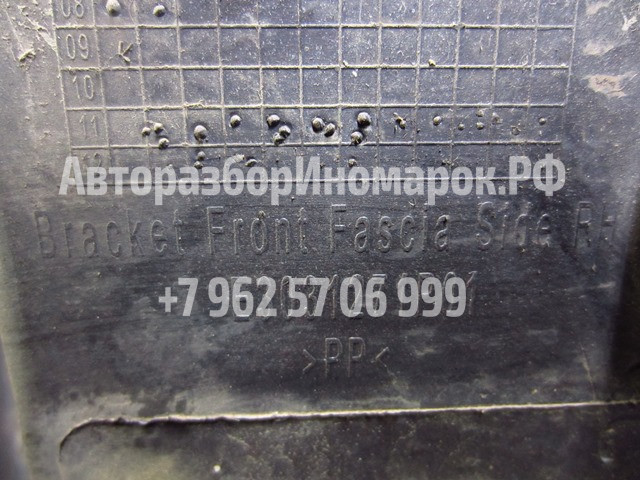 08
09
10
11
АвторазборИномарок.РФ
Bracket Front Fascia Side RH
+7 962 57 06 999
>PP<